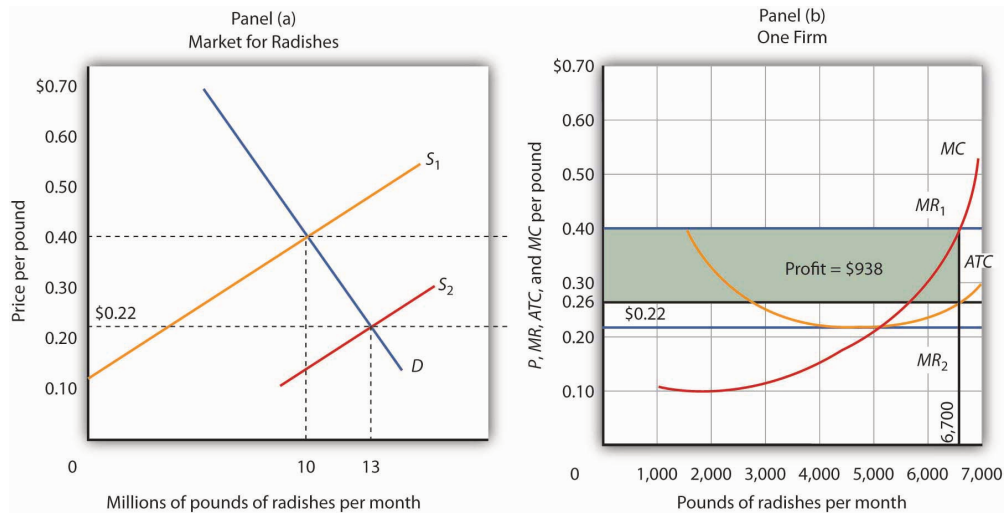 Panel (a)
Market for Radishes
Price per pound
$0.70
0.60
0.50
0.40
0.30
$0.22
0.20
0.10
0
S1
S2
D
10
13
Millions of pounds of radishes per month
Panel (b)
One Firm
P, MR, ATC, and MC per pound
$0.70
0.60
0.50
0.40
0.30
0.26
$0.22
0.20
0.10
0
MC
MR1
Profit = $938
ATC
MR2
6,700
1,000 2,000 3,000 4,000 5,000 6,000 7,000
Pounds of radishes per month